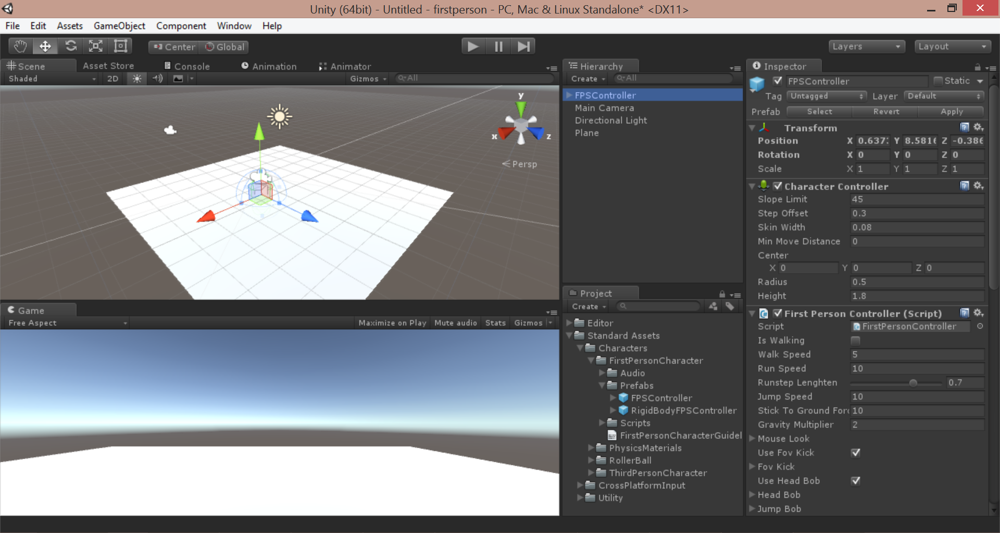 Unity (64bit) - Untitled - firstperson - PC, Mac & Linux Standalone* <DX11>
File Edit Assets GameObject Component Window Help
Center Global
Layers Layout
Scene Asset Store Console Animation Animator
Shaded 2D Gizmos All
y
x z
Persp
Game
Free Aspect Maximize on Play Mute audio Stats Gizmos
Hierarchy
Create All
FPSController
Main Camera
Directional Light
Plane
Project
Create
Editor
Standard Assets
Characters
FirstPersonCharacter
Audio
Prefabs
FPSController
RigidBodyFPSController
Scripts
FirstPersonCharacterGuidel
PhysicsMaterials
RollerBall
ThirdPersonCharacter
CrossPlatformInput
Utility
Inspector
FPSController Static
Tag Untagged Layer Default
Prefab Select Revert Apply
Transform
Position X 0.637 Y 8.581 Z -0.386
Rotation X 0 Y 0 Z 0
Scale X 1 Y 1 Z 1
Character Controller
Slope Limit 45
Step Offset 0.3
Skin Width 0.08
Min Move Distance 0
Center
X 0 Y 0 Z 0
Radius 0.5
Height 1.8
First Person Controller (Script)
Script FirstPersonController
Is Walking
Walk Speed 5
Run Speed 10
Runstep Lenghten 0.7
Jump Speed 10
Stick To Ground Forc 10
Gravity Multiplier 2
Mouse Look
Use Fov Kick
Fov Kick
Use Head Bob
Head Bob
Jump Bob